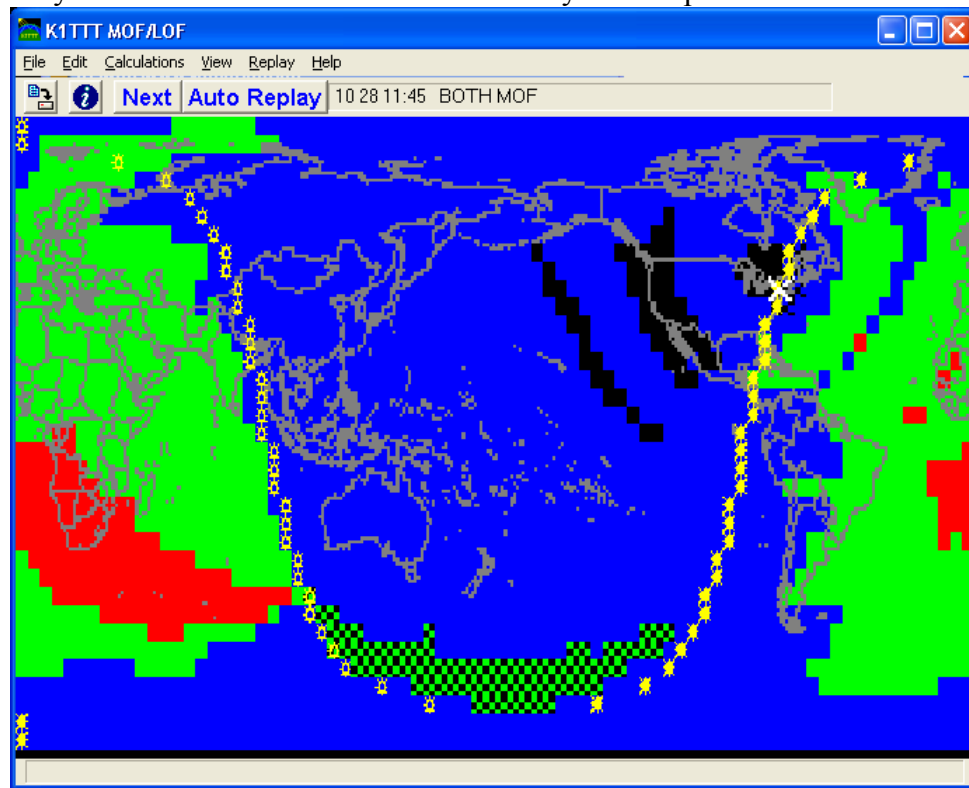 K1TTT MOF/LOF
File Edit Calculations View Replay Help
Next Auto Replay 10 28 11:45 BOTH MOF